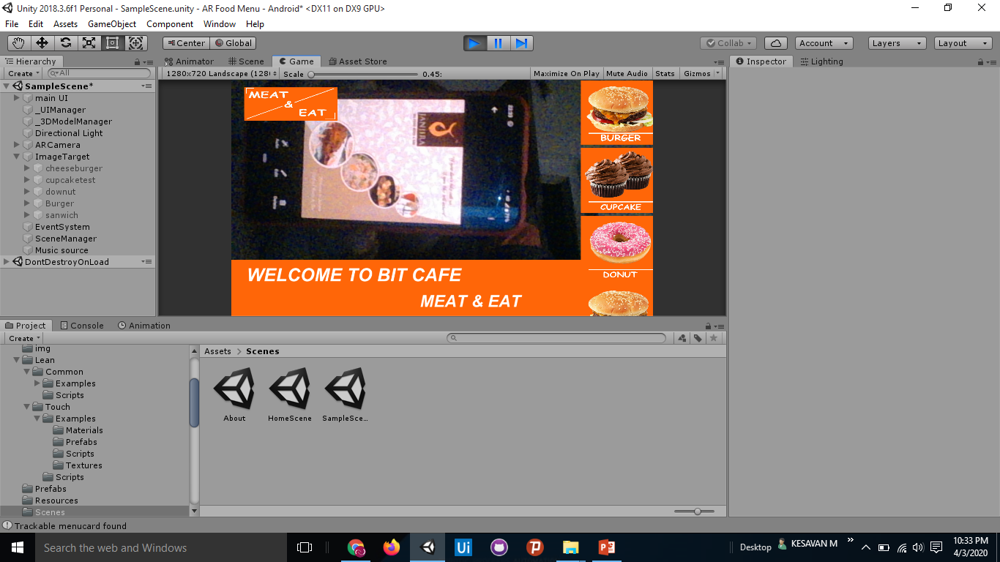 Unity 2018.3.6f1 Personal - SampleScene.unity - AR Food Menu - Android* <DX11 on DX9 GPU>
File Edit Assets GameObject Component Window Help
Center Global Collab Account Layers Layout
Hierarchy
Create All
SampleScene*
main UI
_UIManager
_3DModelManager
Directional Light
ARCamera
ImageTarget
cheeseburger
cupcaketest
downut
Burger
sanwich
EventSystem
SceneManager
Music source
DontDestroyOnLoad
Animator Scene Game Asset Store
1280x720 Landscape (128 Scale 0.45: Maximize On Play Mute Audio Stats Gizmos
MEAT
&
EAT
BURGER
CUPCAKE
DONUT
WELCOME TO BIT CAFE
MEAT & EAT
Inspector Lighting
Project Console Animation
Create
img
Lean
Common
Examples
Scripts
Touch
Examples
Materials
Prefabs
Scripts
Textures
Scripts
Prefabs
Resources
Scenes
Assets > Scenes
About HomeScene SampleSce...
Trackable menucard found
Search the web and Windows
Ui
Desktop KESAVAN M
10:33 PM
4/3/2020